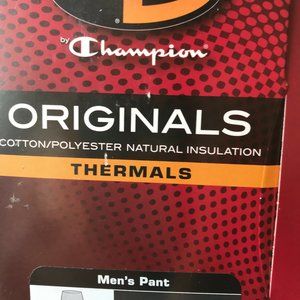 by Champion
ORIGINALS
COTTON/POLYESTER NATURAL INSULATION
THERMALS
Men's Pant